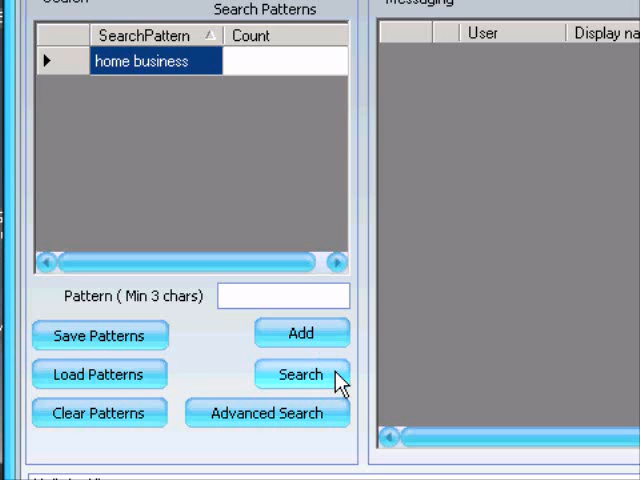 Search
Messaging
Search Patterns
SearchPattern Count
User Display na
home business
Pattern ( Min 3 chars)
Save Patterns Add
Load Patterns Search
Clear Patterns Advanced Search